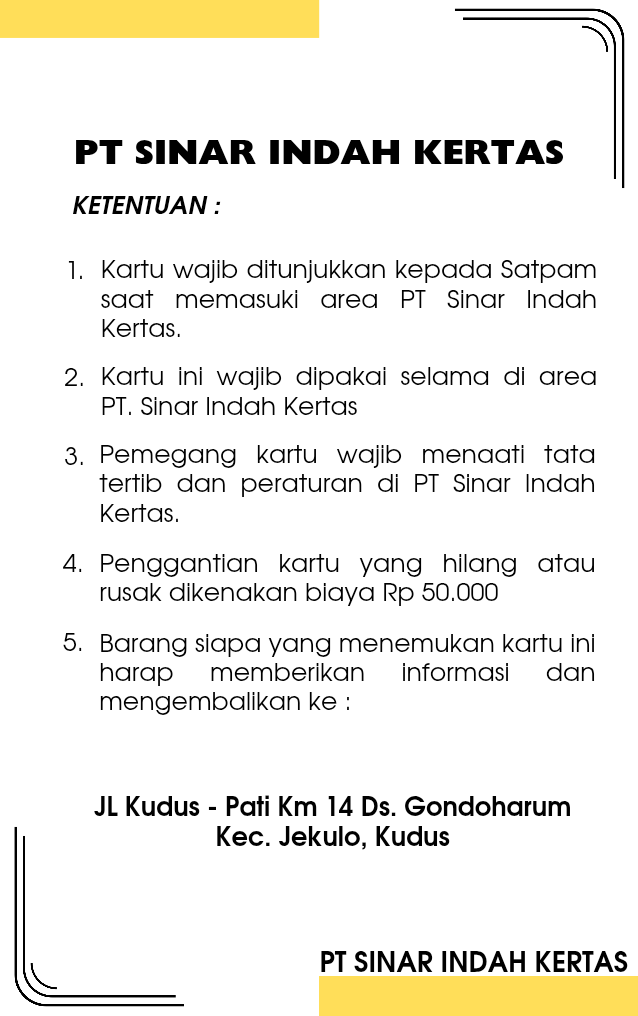 PT SINAR INDAH KERTAS
KETENTUAN :
1. Kartu wajib ditunjukkan kepada Satpam
saat memasuki area PT Sinar Indah
Kertas.
2. Kartu ini wajib dipakai selama di area
PT. Sinar Indah Kertas
3. Pemegang kartu wajib menaati tata
tertib dan peraturan di PT Sinar Indah
Kertas.
4. Penggantian kartu yang hilang atau
rusak dikenakan biaya Rp 50.000
5. Barang siapa yang menemukan kartu ini
harap memberikan informasi dan
mengembalikan ke :
JL Kudus - Pati Km 14 Ds. Gondoharum
Kec. Jekulo, Kudus
PT SINAR INDAH KERTAS